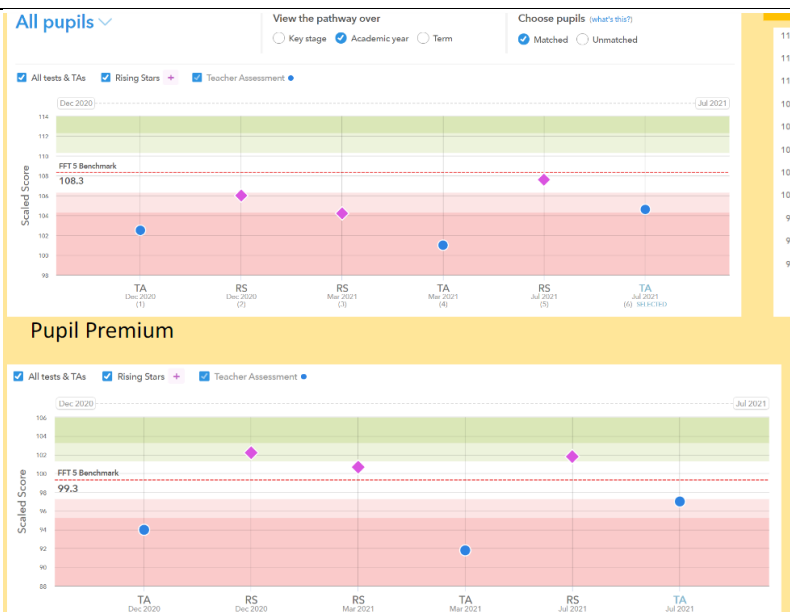 All pupils
View the pathway over
Choose pupils (what's this?)
Key stage Academic year Term
Matched Unmatched
All tests & TAs Rising Stars + Teacher Assessment
Dec 2020 Jul 2021
114
112
110
FFT 5 Benchmark
108.3
106
104
102
100
98
Scaled Score
TA RS RS TA RS TA
Dec 2020 Dec 2020 Mar 2021 Mar 2021 Jul 2021 Jul 2021
(1) (2) (3) (4) (5) (6) SELECTED
Pupil Premium
All tests & TAs Rising Stars + Teacher Assessment
Dec 2020 Jul 2021
106
104
102
100
FFT 5 Benchmark
99.3
98
96
94
92
90
88
Scaled Score
TA RS RS TA RS TA
Dec 2020 Dec 2020 Mar 2021 Mar 2021 Jul 2021 Jul 2021